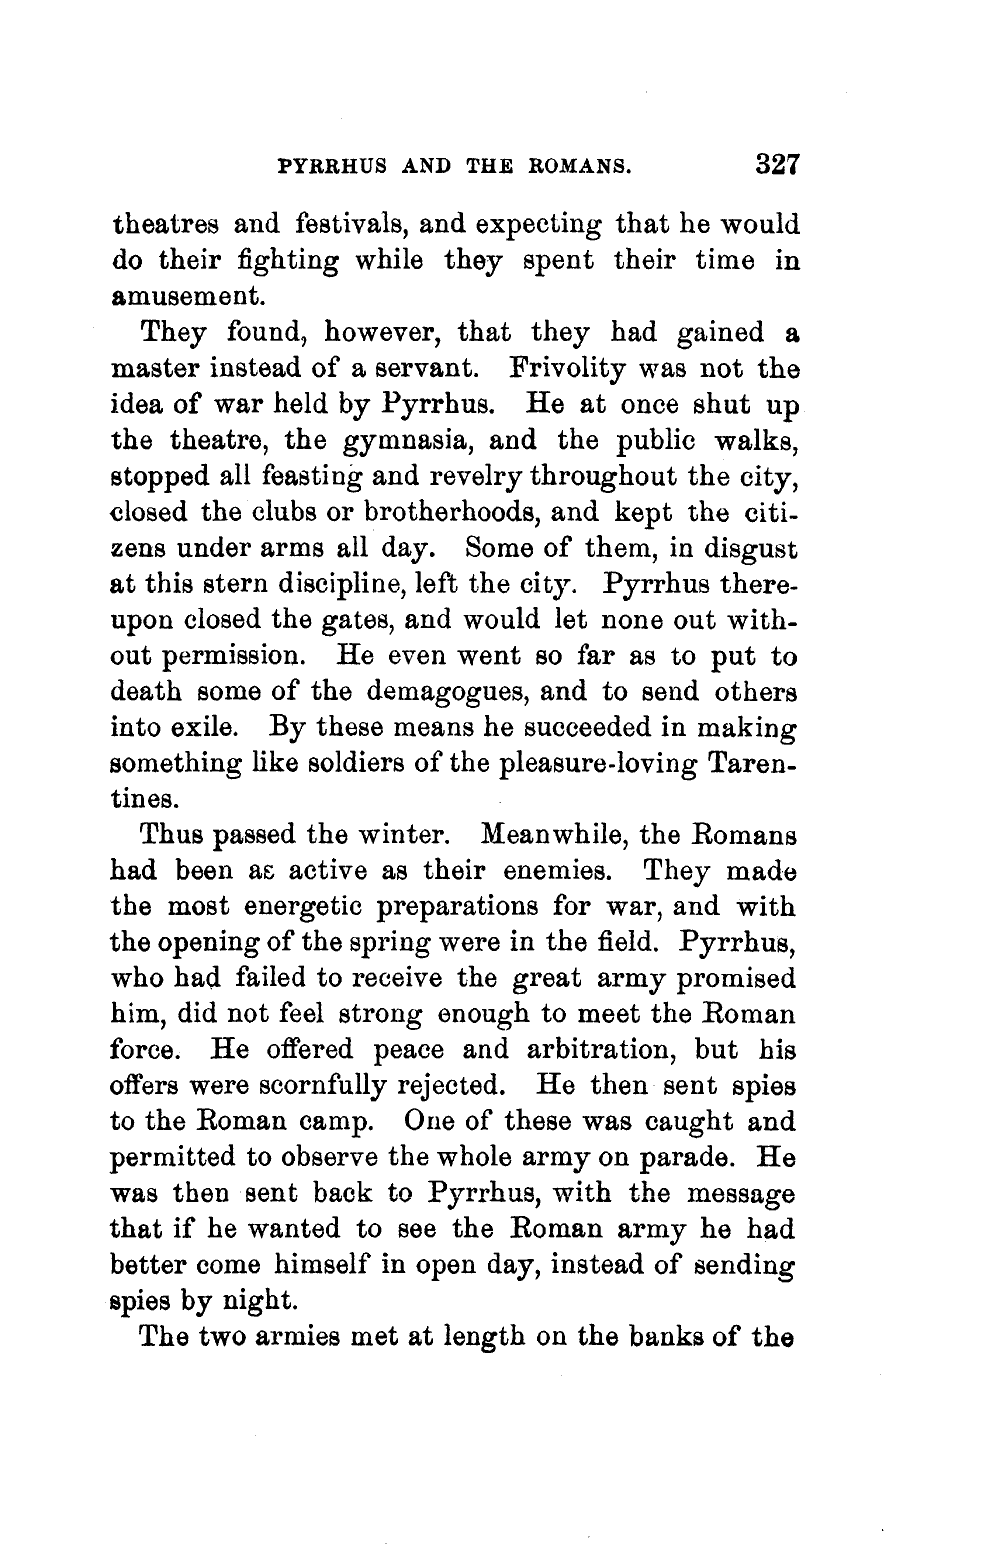 PYRRHUS AND THE ROMANS. 327
theatres and festivals, and expecting that he would
do their fighting while they spent their time in
amusement.
They found, however, that they had gained a
master instead of a servant. Frivolity was not the
idea of war held by Pyrrhus. He at once shut up
the theatre, the gymnasia, and the public walks,
stopped all feasting and revelry throughout the city,
closed the clubs or brotherhoods, and kept the citi-
zens under arms all day. Some of them, in disgust
at this stern discipline, left the city. Pyrrhus there-
upon closed the gates, and would let none out with-
out permission. He even went so far as to put to
death some of the demagogues, and to send others
into exile. By these means he succeeded in making
something like soldiers of the pleasure-loving Taren-
tines.
Thus passed the winter. Meanwhile, the Romans
had been as active as their enemies. They made
the most energetic preparations for war, and with
the opening of the spring were in the field. Pyrrhus,
who had failed to receive the great army promised
him, did not feel strong enough to meet the Roman
force. He offered peace and arbitration, but his
offers were scornfully rejected. He then sent spies
to the Roman camp. One of these was caught and
permitted to observe the whole army on parade. He
was then sent back to Pyrrhus, with the message
that if he wanted to see the Roman army he had
better come himself in open day, instead of sending
spies by night.
The two armies met at length on the banks of the